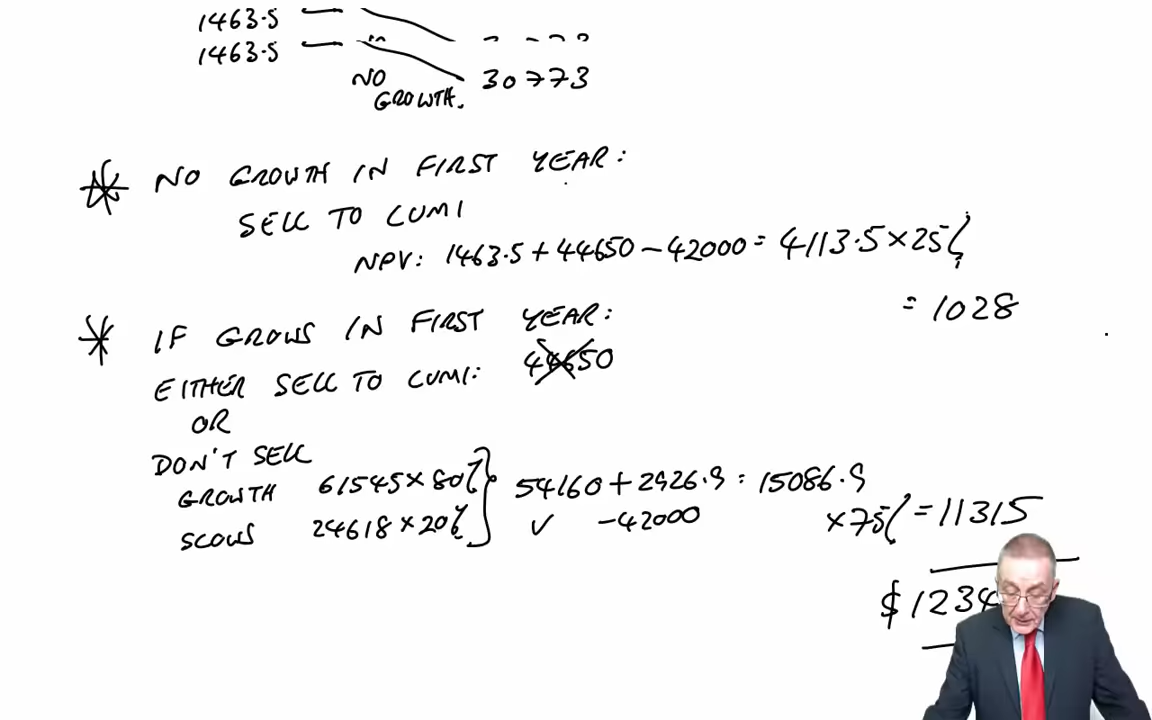 1463.5
1463.5
NO
GROWTH.
30773
NO GROWTH IN FIRST YEAR:
SELL TO CUMI
NPV: 1463.5 + 44650 - 42000 = 4113.5 × 25%
= 1028
IF GROWS IN FIRST YEAR:
EITHER SELL TO CUMI: 44650
OR
DON'T SELL
GROWTH 61545 × 80% } 54160 + 2926.9 = 15086.9
SLOWS 24618 × 20% ✓ -42000 × 75% = 11315
$ 1234